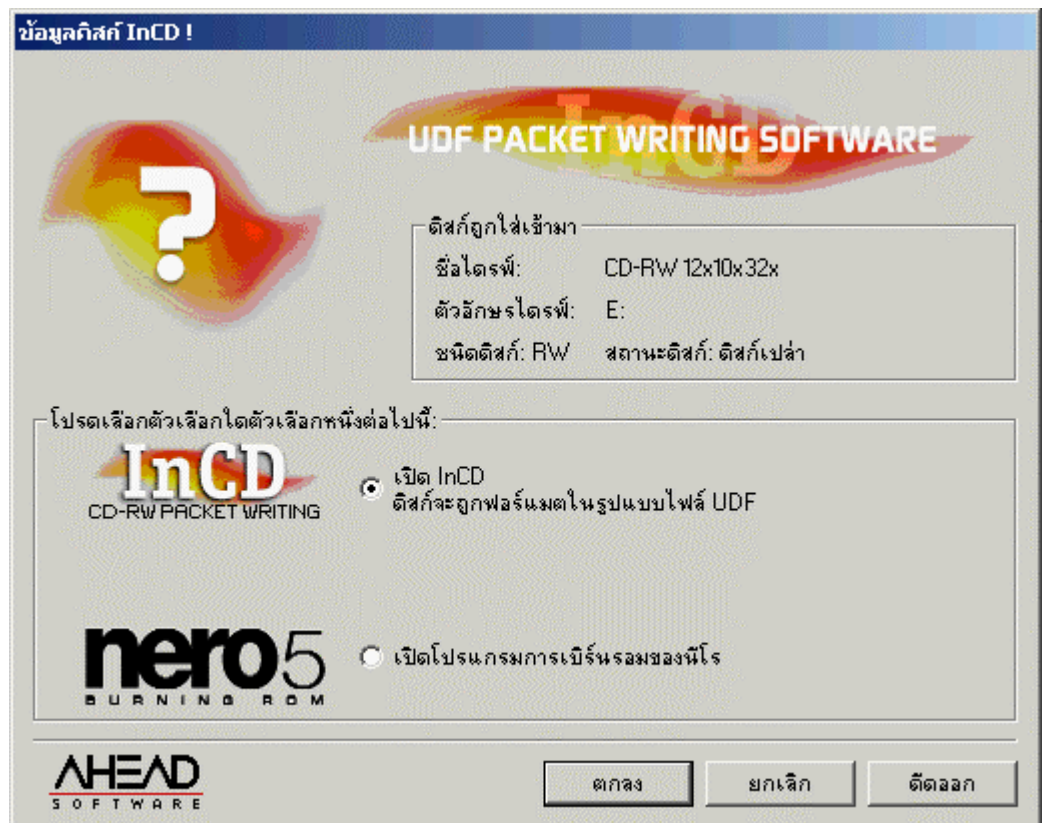 ข้อมูลดิสก์ InCD !
InCD
UDF PACKET WRITING SOFTWARE
?
ดิสก์ถูกใส่เข้ามา
ชื่อไดรฟ์: CD-RW 12x10x32x
ตัวอักษรไดรฟ์: E:
ชนิดดิสก์: RW สถานะดิสก์: ดิสก์เปล่า
โปรดเลือกตัวเลือกใดตัวเลือกหนึ่งต่อไปนี้:
InCD
CD-RW PACKET WRITING
เปิด InCD
ดิสก์จะถูกฟอร์แมตในรูปแบบไฟล์ UDF
nero 5
BURNING ROM
เปิดโปรแกรมการเบิร์นรอมของนีโร
AHEAD
SOFTWARE
ตกลง ยกเลิก ดีดออก